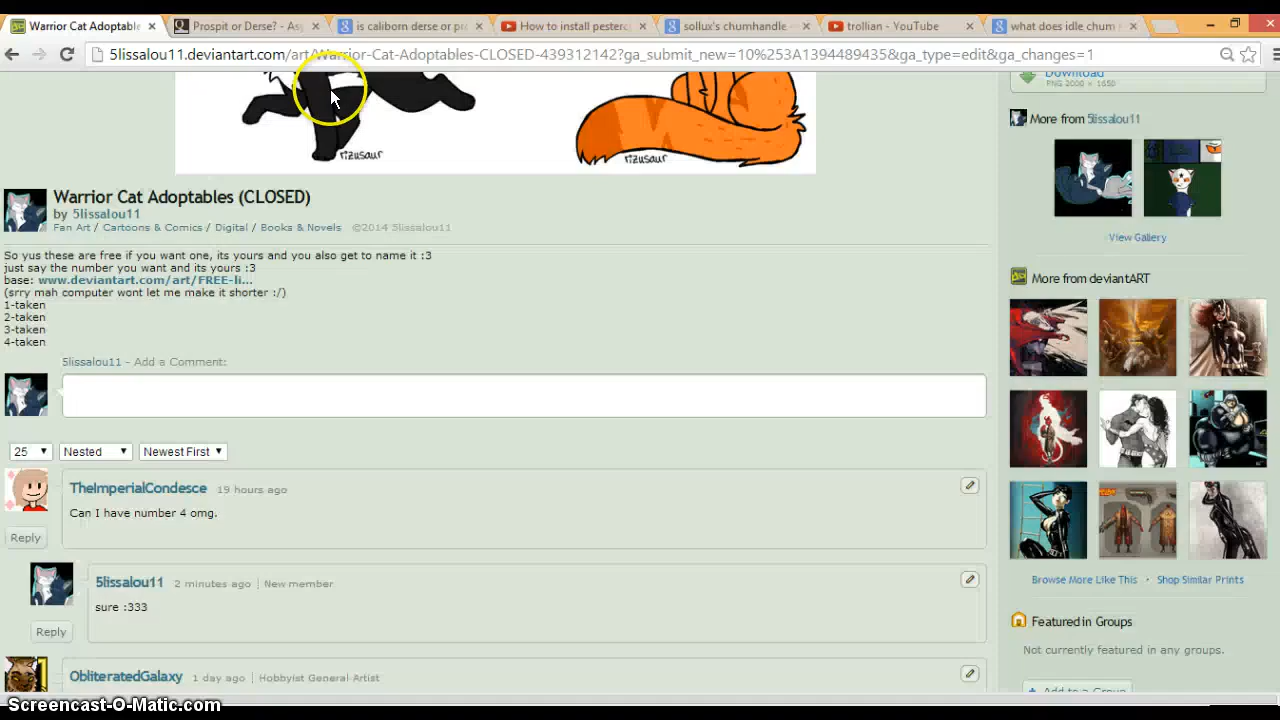 Warrior Cat Adoptable ×
Prospit or Derse? - As ×
is caliborn derse or pr ×
How to install pesterc ×
sollux's chumhandle - ×
trollian - YouTube ×
what does idle chum ×
5lissalou11.deviantart.com/art/Warrior-Cat-Adoptables-CLOSED-439312142?ga_submit_new=10%253A1394489435&ga_type=edit&ga_changes=1
rizusaur
rizusaur
Download
PNG 2000 × 1650
More from 5lissalou11
View Gallery
Warrior Cat Adoptables (CLOSED)
by 5lissalou11
Fan Art / Cartoons & Comics / Digital / Books & Novels ©2014 5lissalou11
So yus these are free if you want one, its yours and you also get to name it :3
just say the number you want and its yours :3
base: www.deviantart.com/art/FREE-li...
(srry mah computer wont let me make it shorter :/)
1-taken
2-taken
3-taken
4-taken
More from deviantART
5lissalou11 - Add a Comment:
25 Nested Newest First
TheImperialCondesce 19 hours ago
Can I have number 4 omg.
Reply
5lissalou11 2 minutes ago | New member
sure :333
Reply
ObliteratedGalaxy 1 day ago | Hobbyist General Artist
Browse More Like This · Shop Similar Prints
Featured in Groups
Not currently featured in any groups.
Add to a Group
Screencast-O-Matic.com